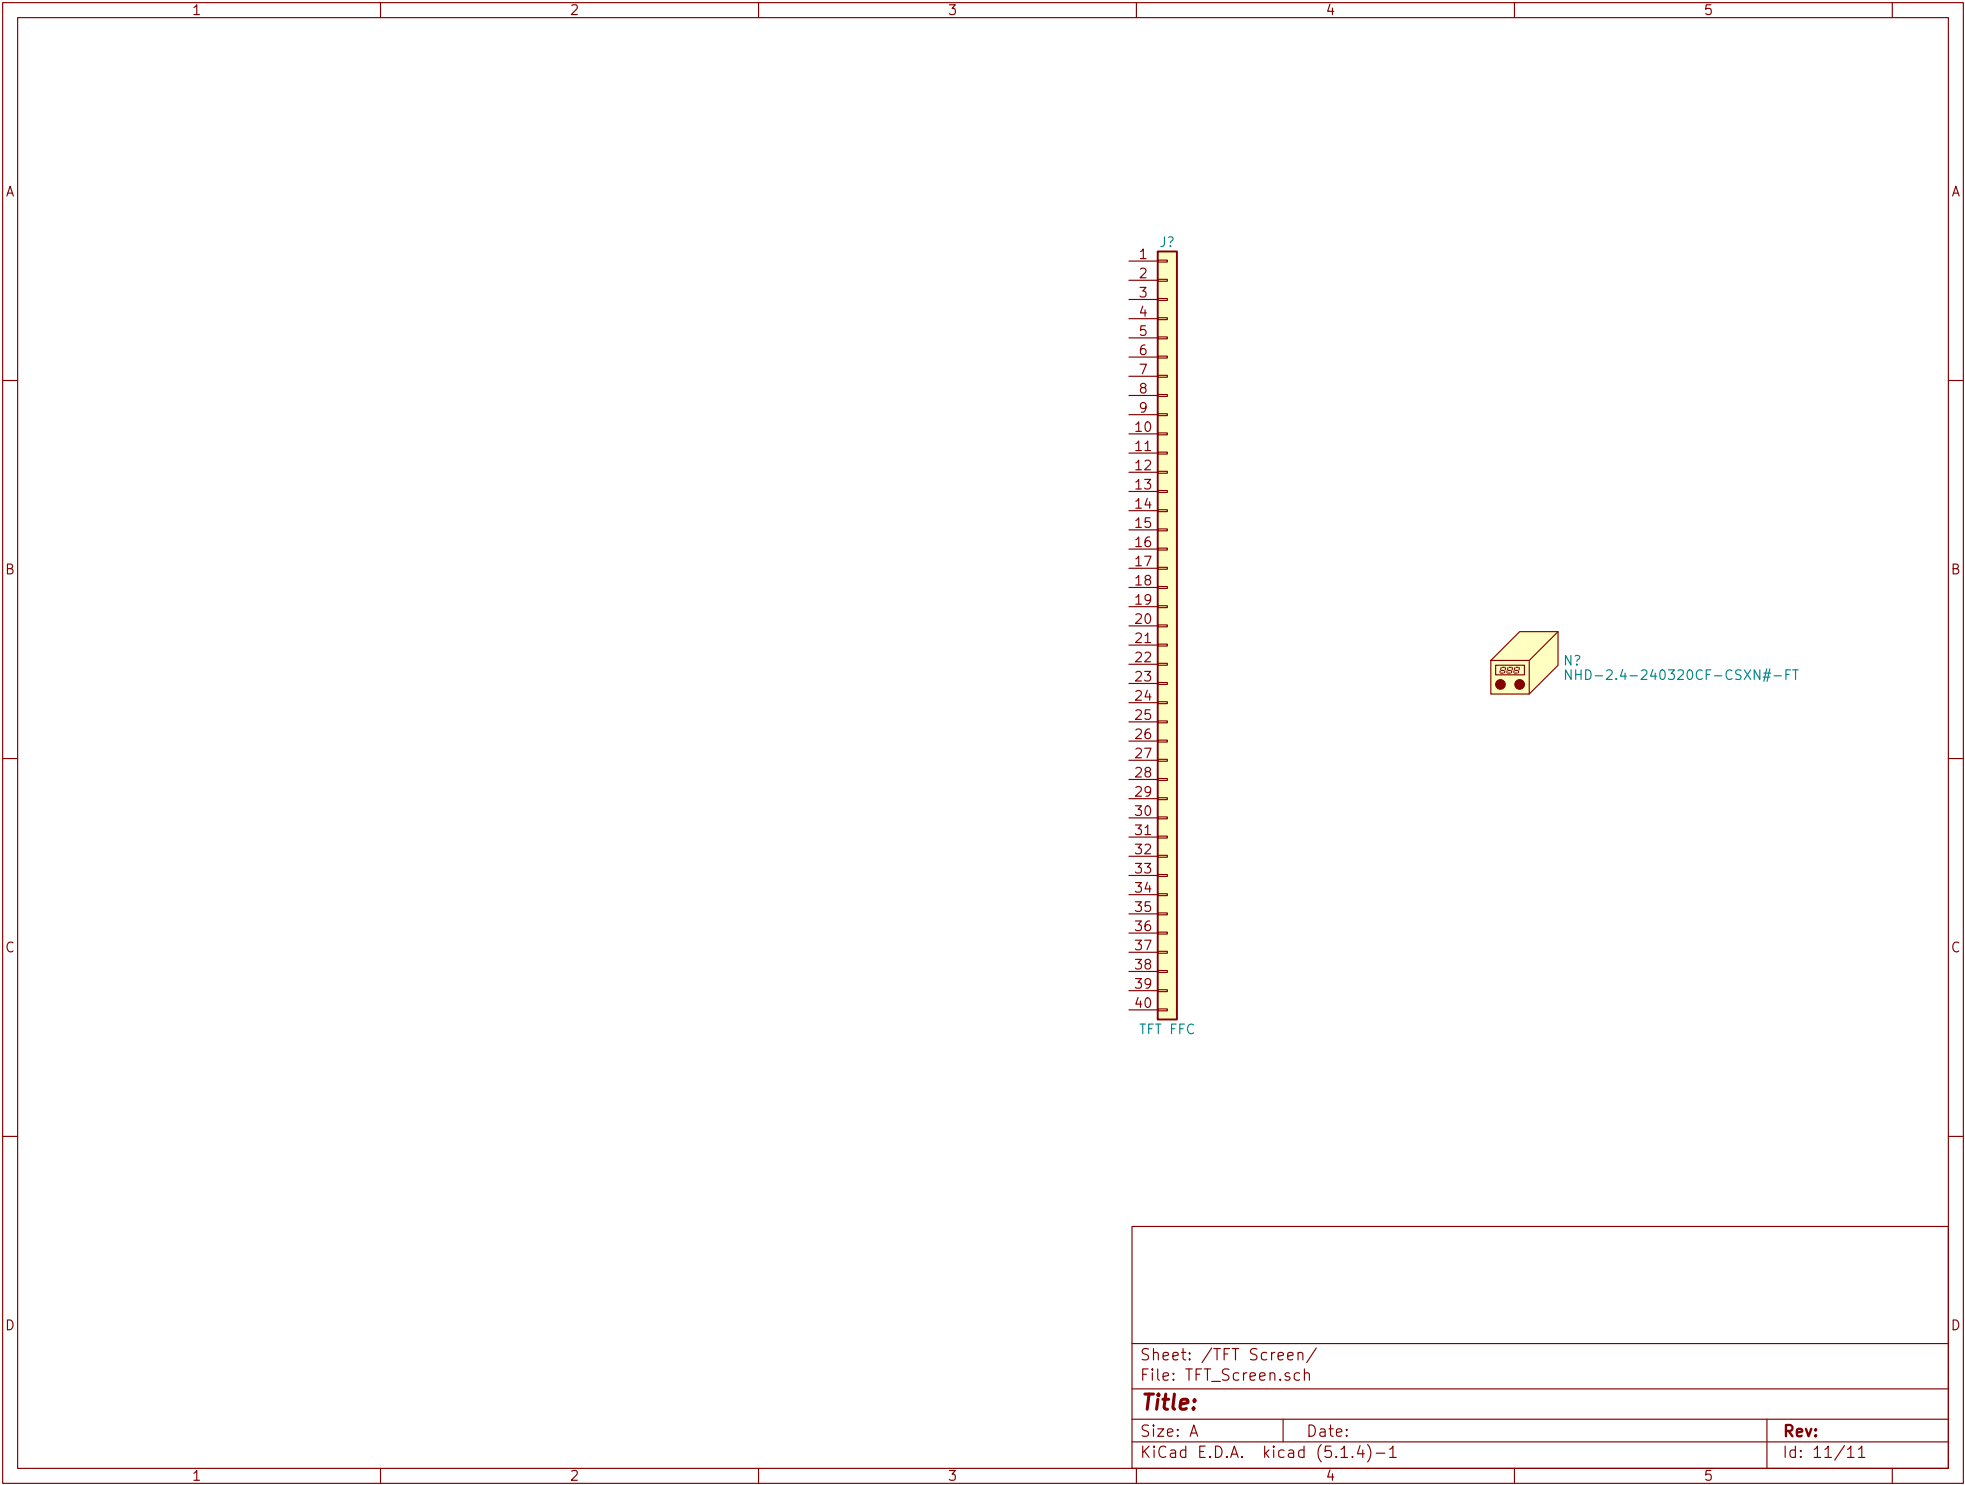 1 2 3 4 5
A A
J?
1
2
3
4
5
6
7
8
9
10
11
12
13
14
15
16
17
18
19
20
21
22
23
24
25
26
27
28
29
30
31
32
33
34
35
36
37
38
39
40
TFT FFC
B B
888
N?
NHD-2.4-240320CF-CSXN#-FT
C C
D D
Sheet: /TFT Screen/
File: TFT_Screen.sch
Title:
Size: A Date: Rev:
KiCad E.D.A. kicad (5.1.4)-1 Id: 11/11
1 2 3 4 5